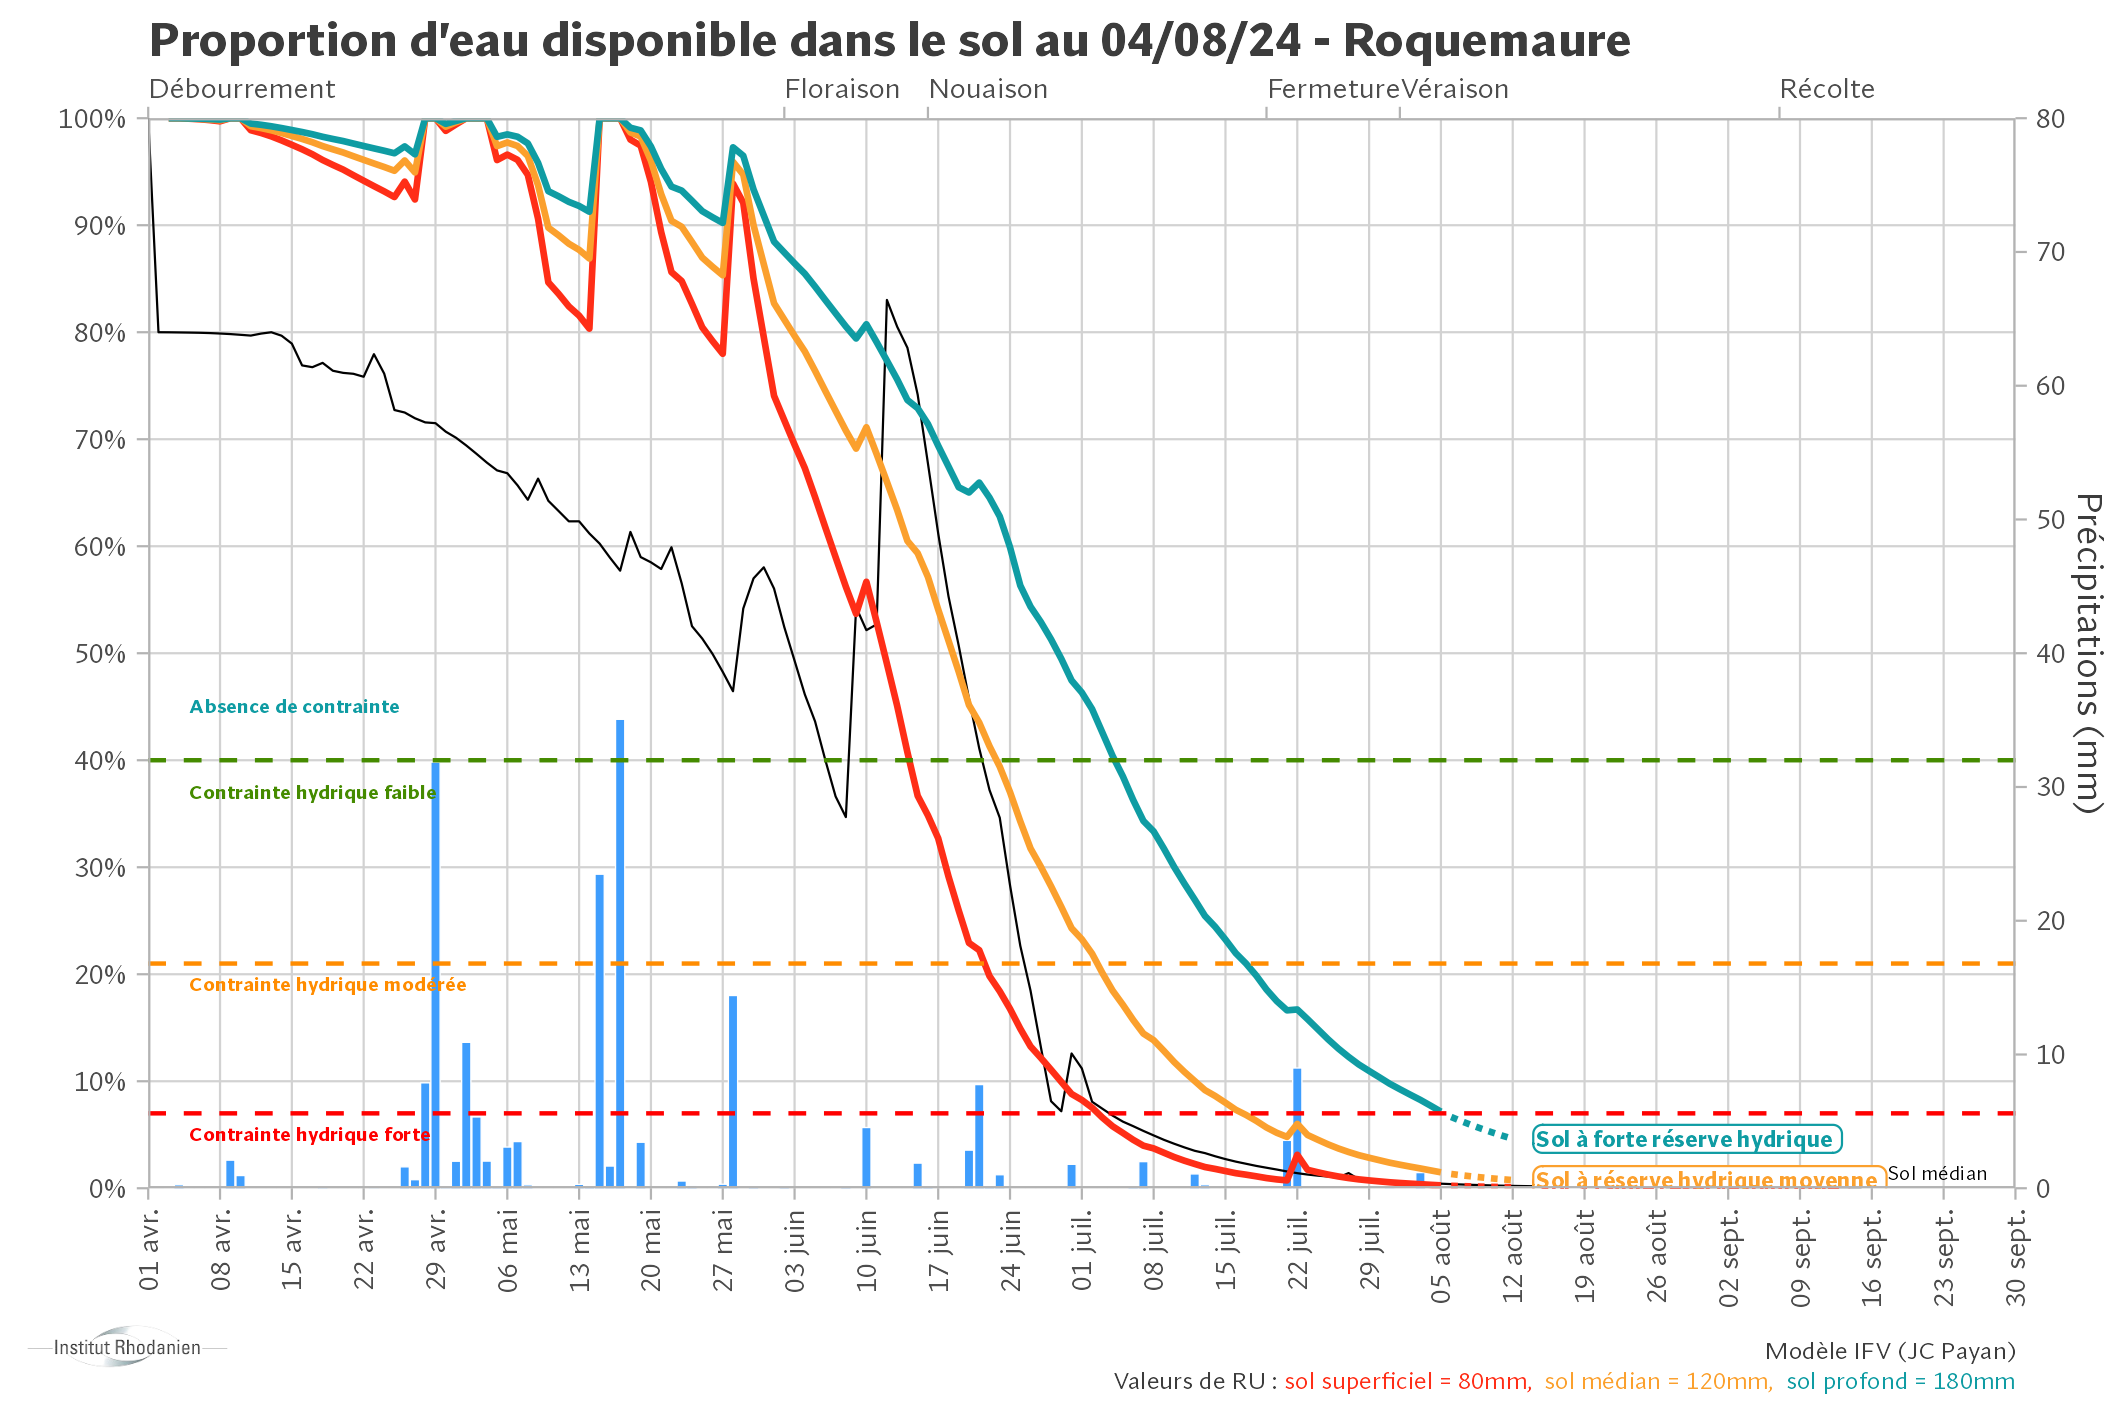 Proportion d'eau disponible dans le sol au 04/08/24 - Roquemaure
Débourrement Floraison Nouaison Fermeture Véraison Récolte
100% 80
90%
70
80%
60
70%
60% 50
50% 40
Absence de contrainte
40%
Contrainte hydrique faible
30
30%
20
20%
Contrainte hydrique modérée
10%
10
Contrainte hydrique forte
Sol à forte réserve hydrique
Sol à réserve hydrique moyenne
Sol médian
0% 0
Précipitations (mm)
01 avr. 08 avr. 15 avr. 22 avr. 29 avr. 06 mai 13 mai 20 mai 27 mai 03 juin 10 juin 17 juin 24 juin 01 juil. 08 juil. 15 juil. 22 juil. 29 juil. 05 août 12 août 19 août 26 août 02 sept. 09 sept. 16 sept. 23 sept. 30 sept.
Institut Rhodanien
Modèle IFV (JC Payan)
Valeurs de RU : sol superficiel = 80mm, sol médian = 120mm, sol profond = 180mm